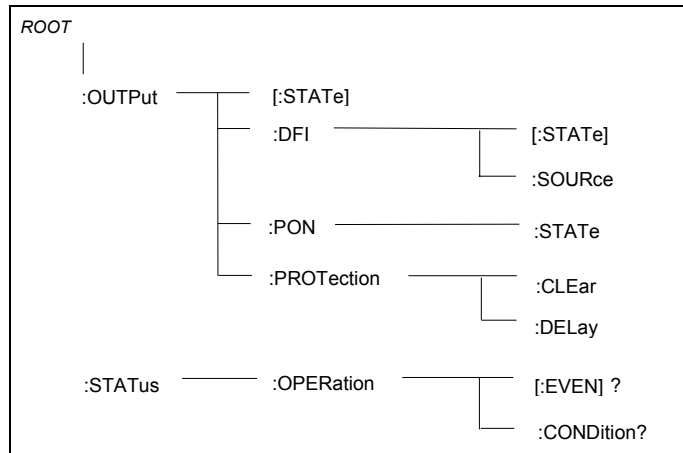 ROOT
:OUTPut [:STATe]
:DFI [:STATe]
:SOURce
:PON :STATe
:PROTection :CLEar
:DELay
:STATus :OPERation [:EVEN] ?
:CONDition?